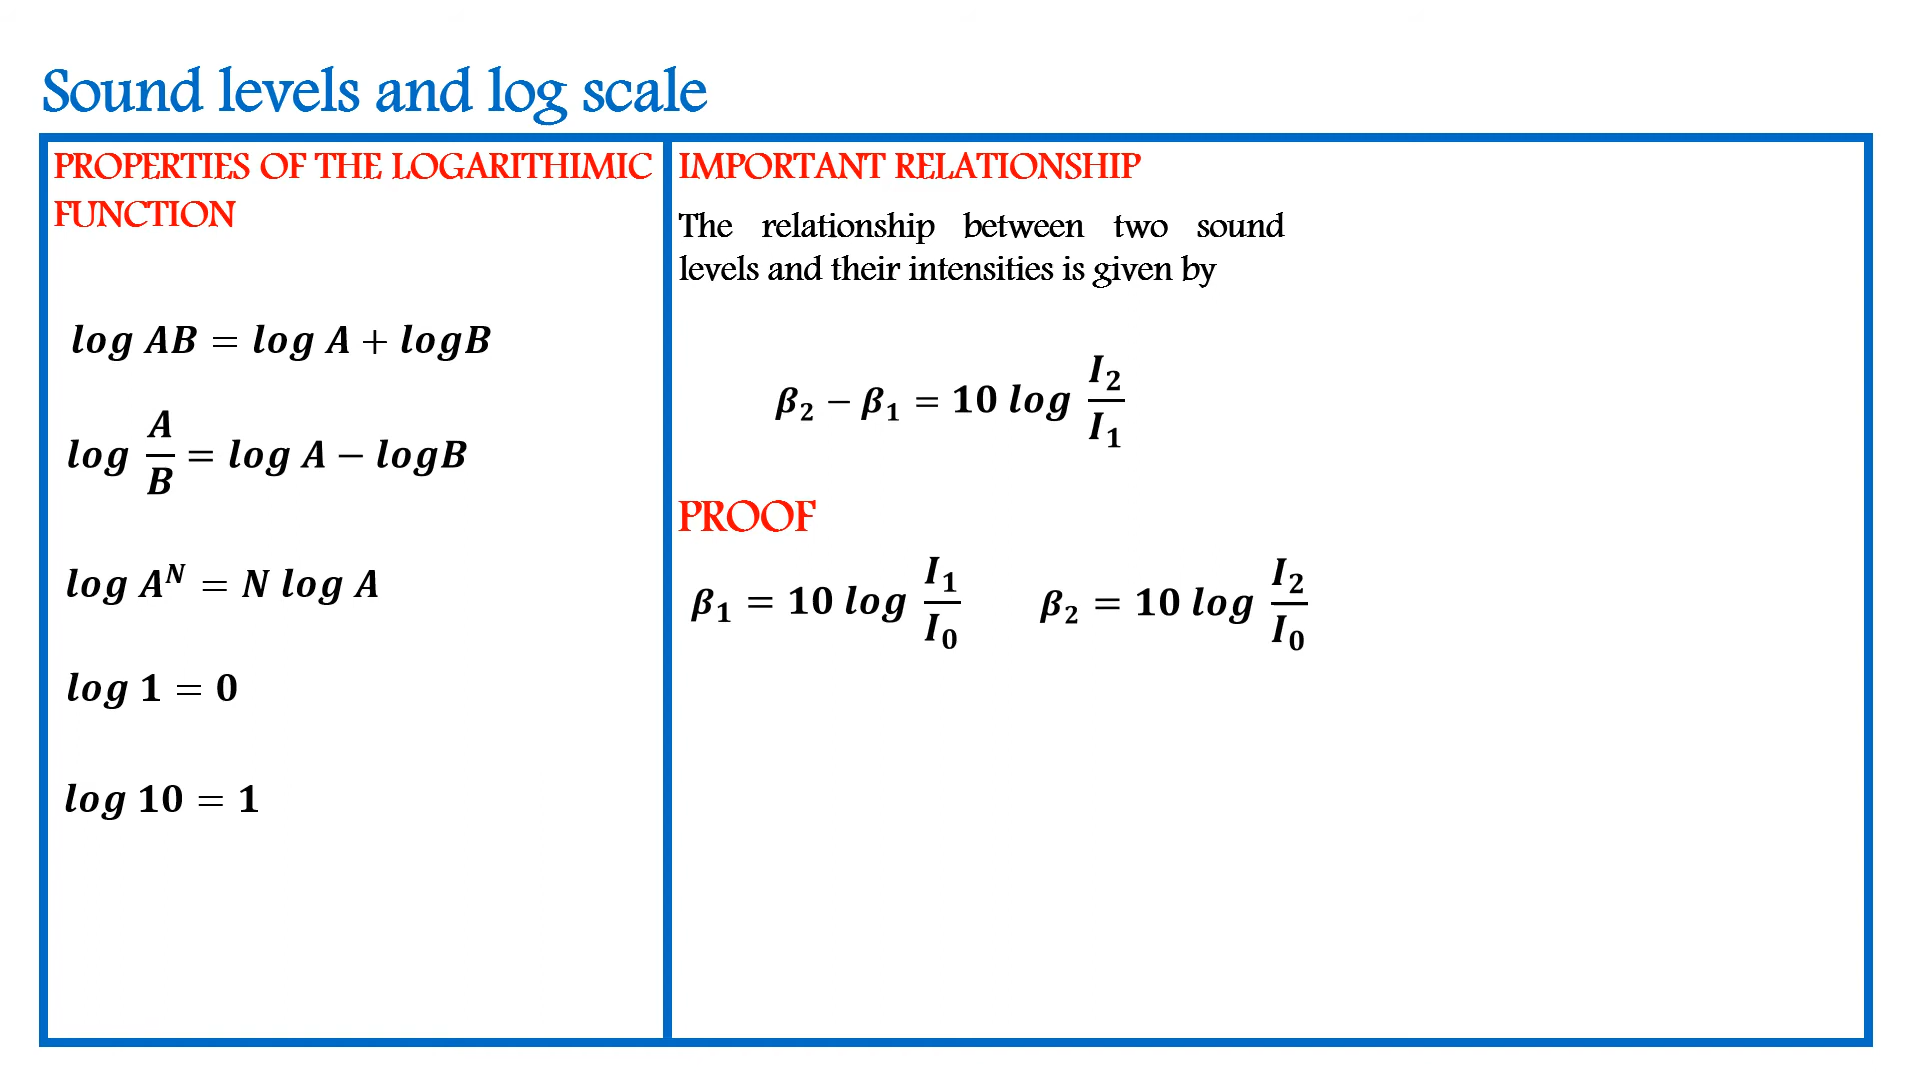 Sound levels and log scale
PROPERTIES OF THE LOGARITHIMIC
FUNCTION
log AB = log A + logB
log A/B = log A − logB
log A^N = N log A
log 1 = 0
log 10 = 1
IMPORTANT RELATIONSHIP
The relationship between two sound
levels and their intensities is given by
β₂ − β₁ = 10 log I₂/I₁
PROOF
β₁ = 10 log I₁/I₀ β₂ = 10 log I₂/I₀